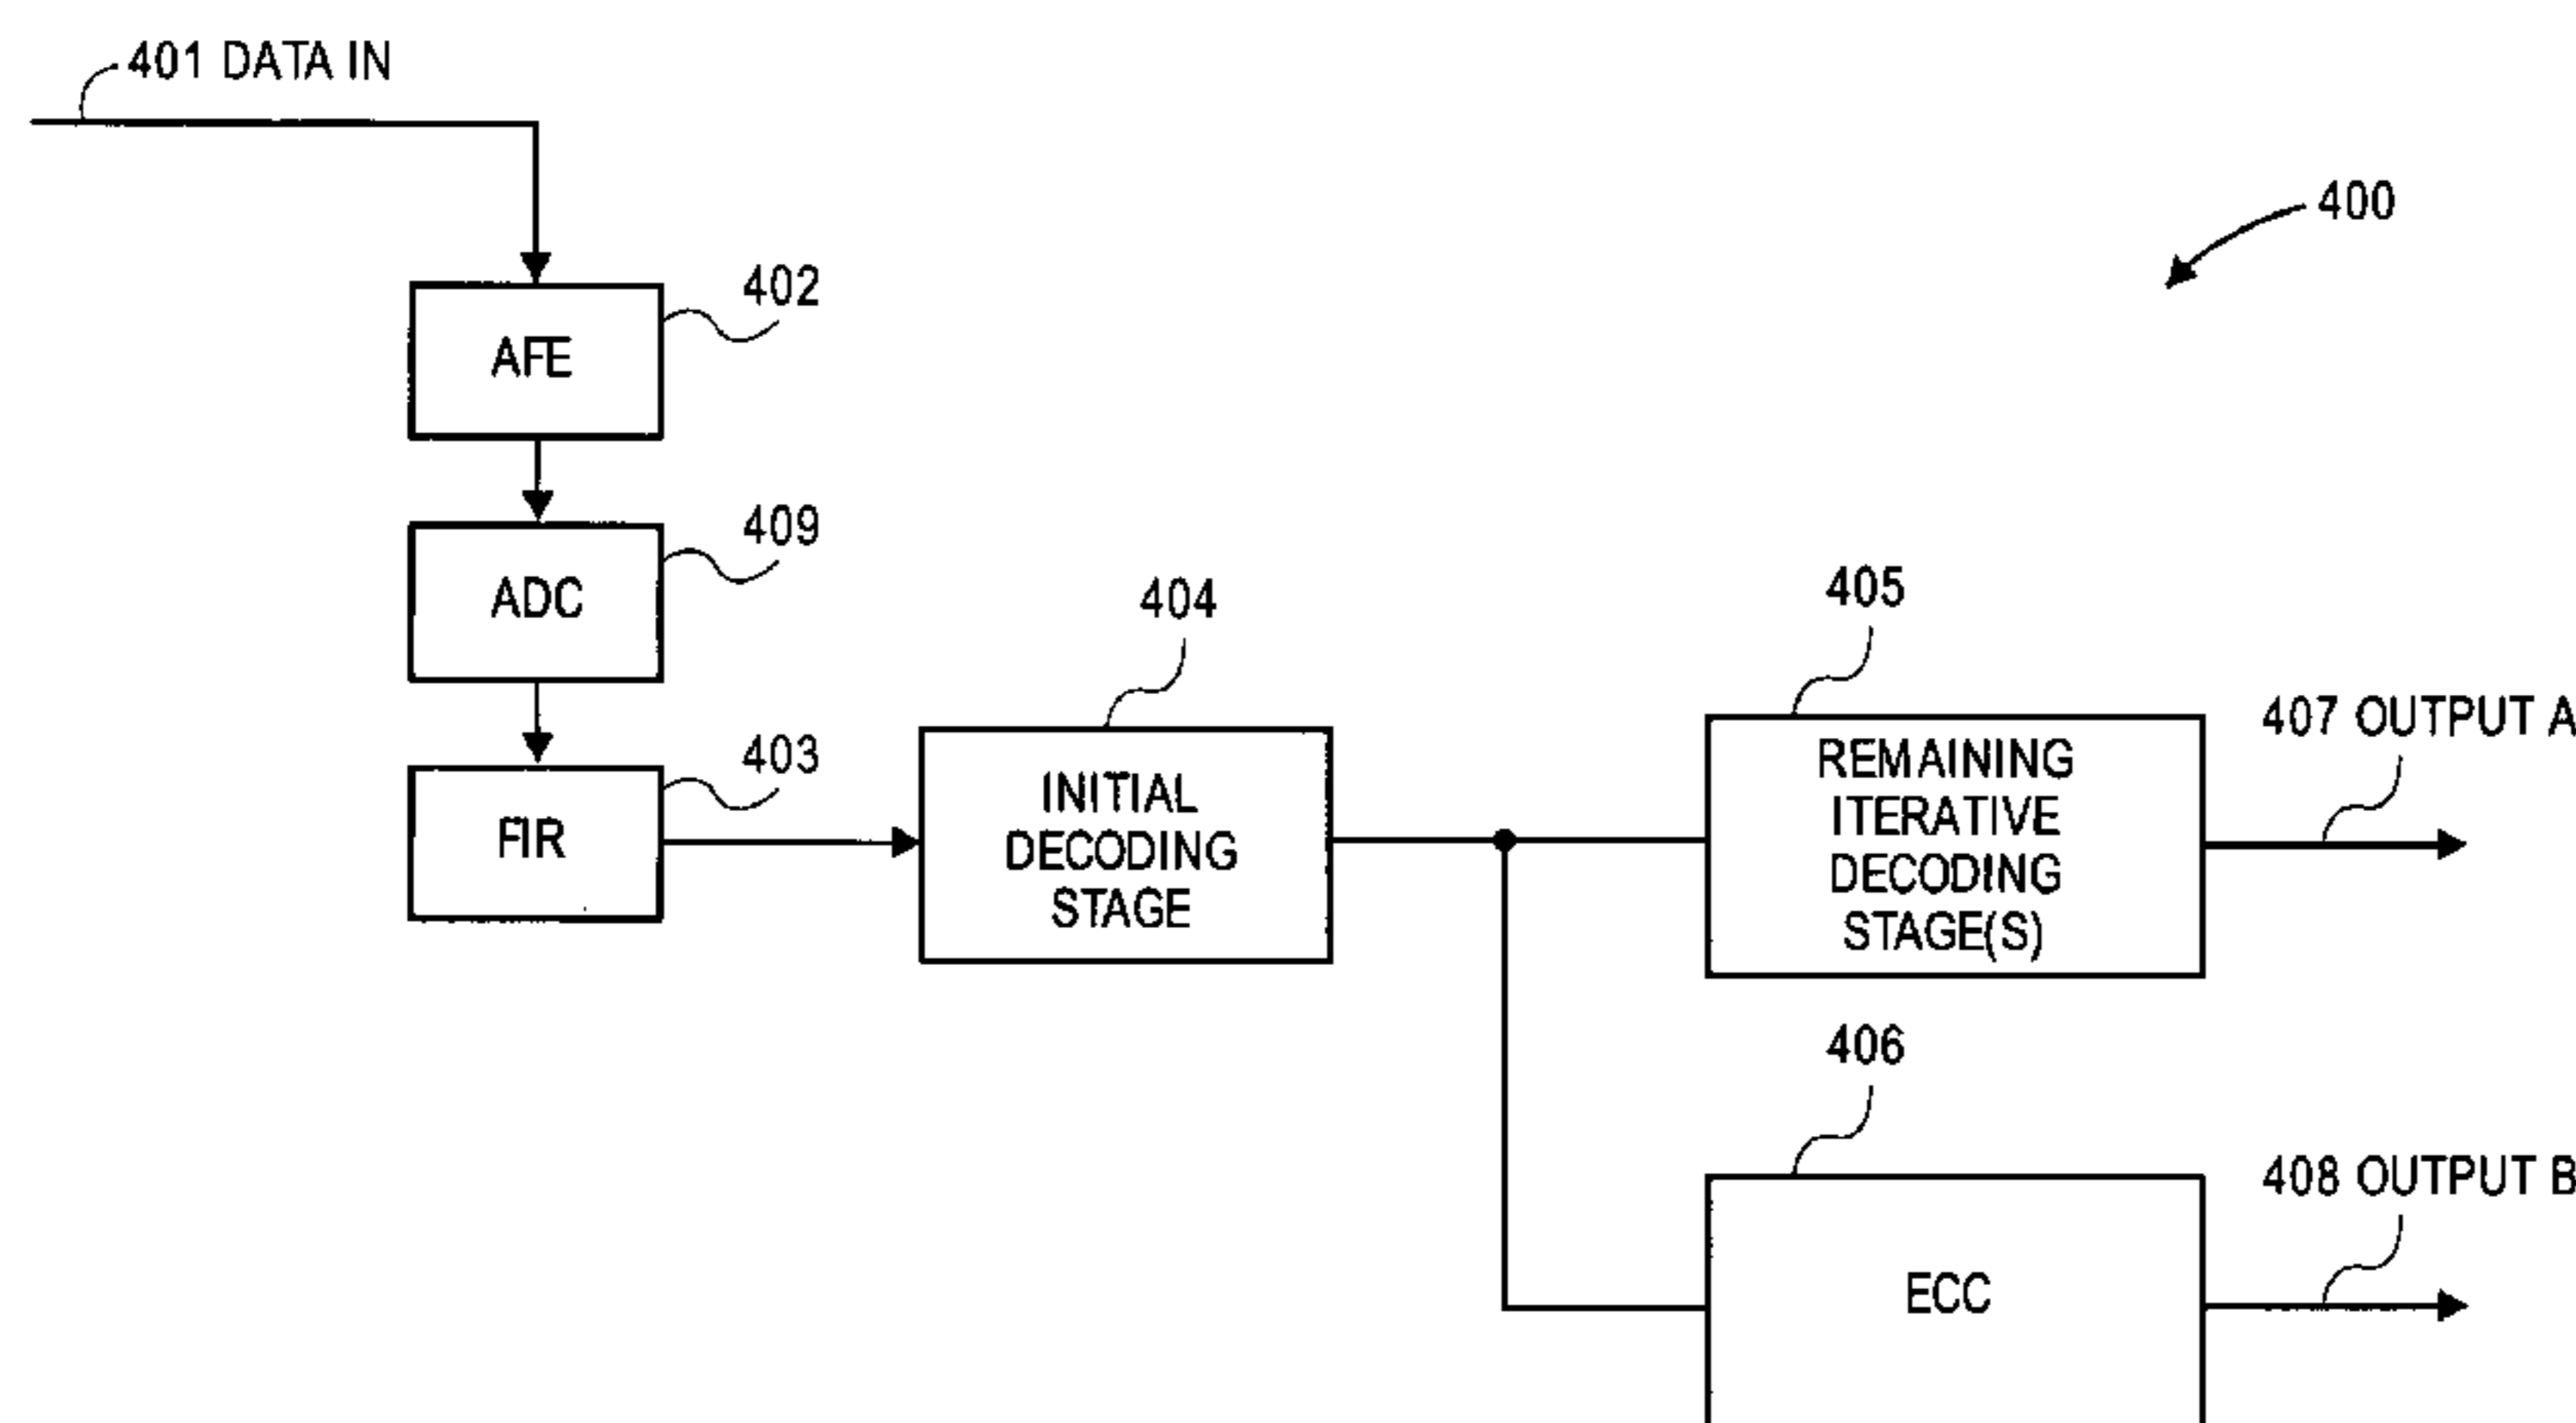 401 DATA IN
400
402
AFE
409
ADC
404
405
403
FIR
INITIAL
DECODING
STAGE
REMAINING
ITERATIVE
DECODING
STAGE(S)
407 OUTPUT A
406
ECC
408 OUTPUT B